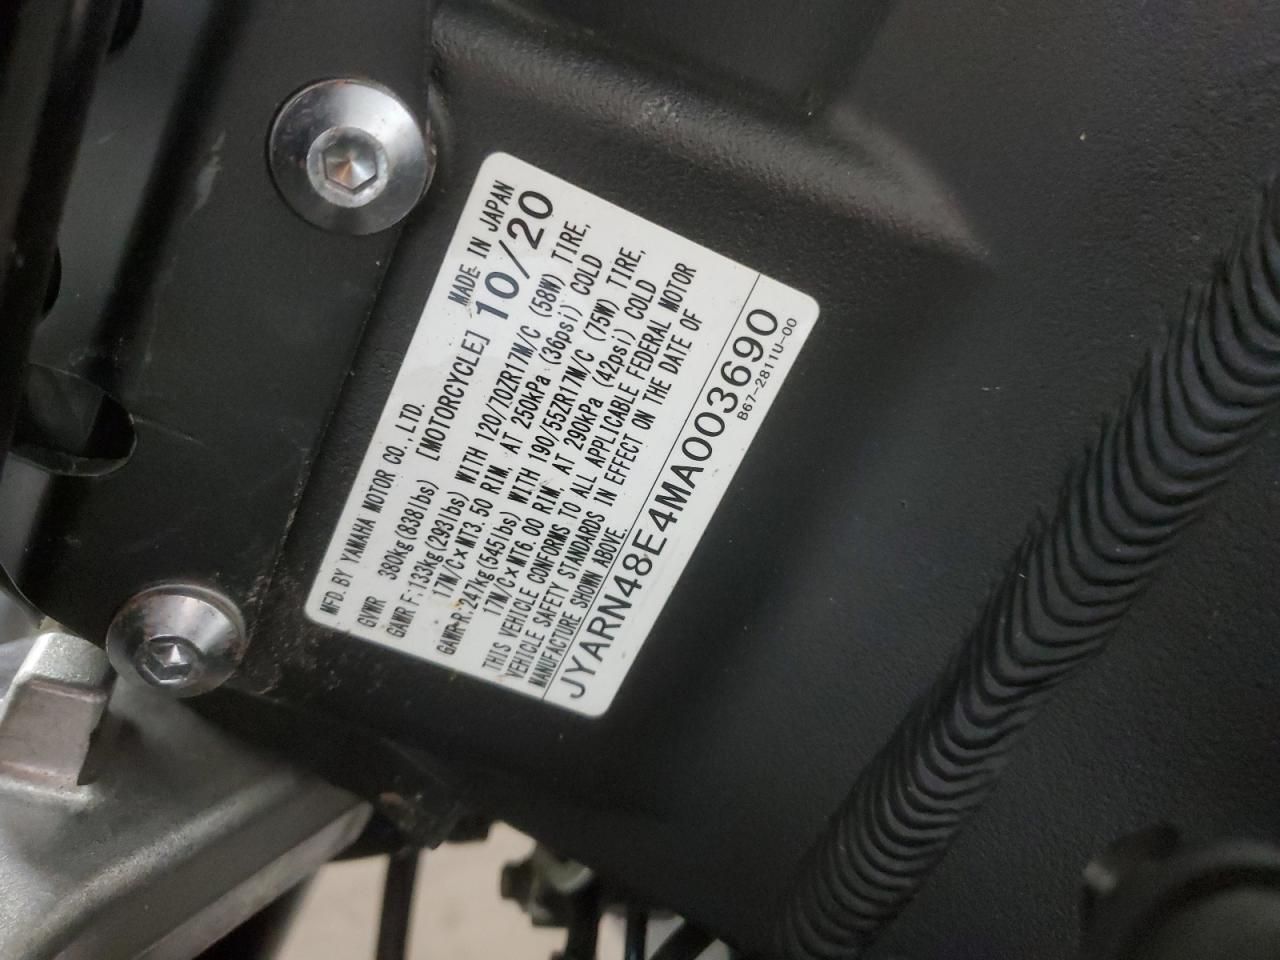 MFD. BY YAMAHA MOTOR CO., LTD. MADE IN JAPAN
[MOTORCYCLE] 10/20
GVWR 380kg(838lbs)
GAWR F:133kg(293lbs) WITH 120/70ZR17M/C (58W) TIRE,
17M/C×MT3.50 RIM, AT 250kPa (36psi) COLD
GAWR-R:247kg(545lbs) WITH 190/55ZR17M/C (75W) TIRE,
17M/C×MT6.00 RIM, AT 290kPa (42psi) COLD
THIS VEHICLE CONFORMS TO ALL APPLICABLE FEDERAL MOTOR
VEHICLE SAFETY STANDARDS IN EFFECT ON THE DATE OF
MANUFACTURE SHOWN ABOVE.
JYARN48E4MA003690
B67-2811U-00